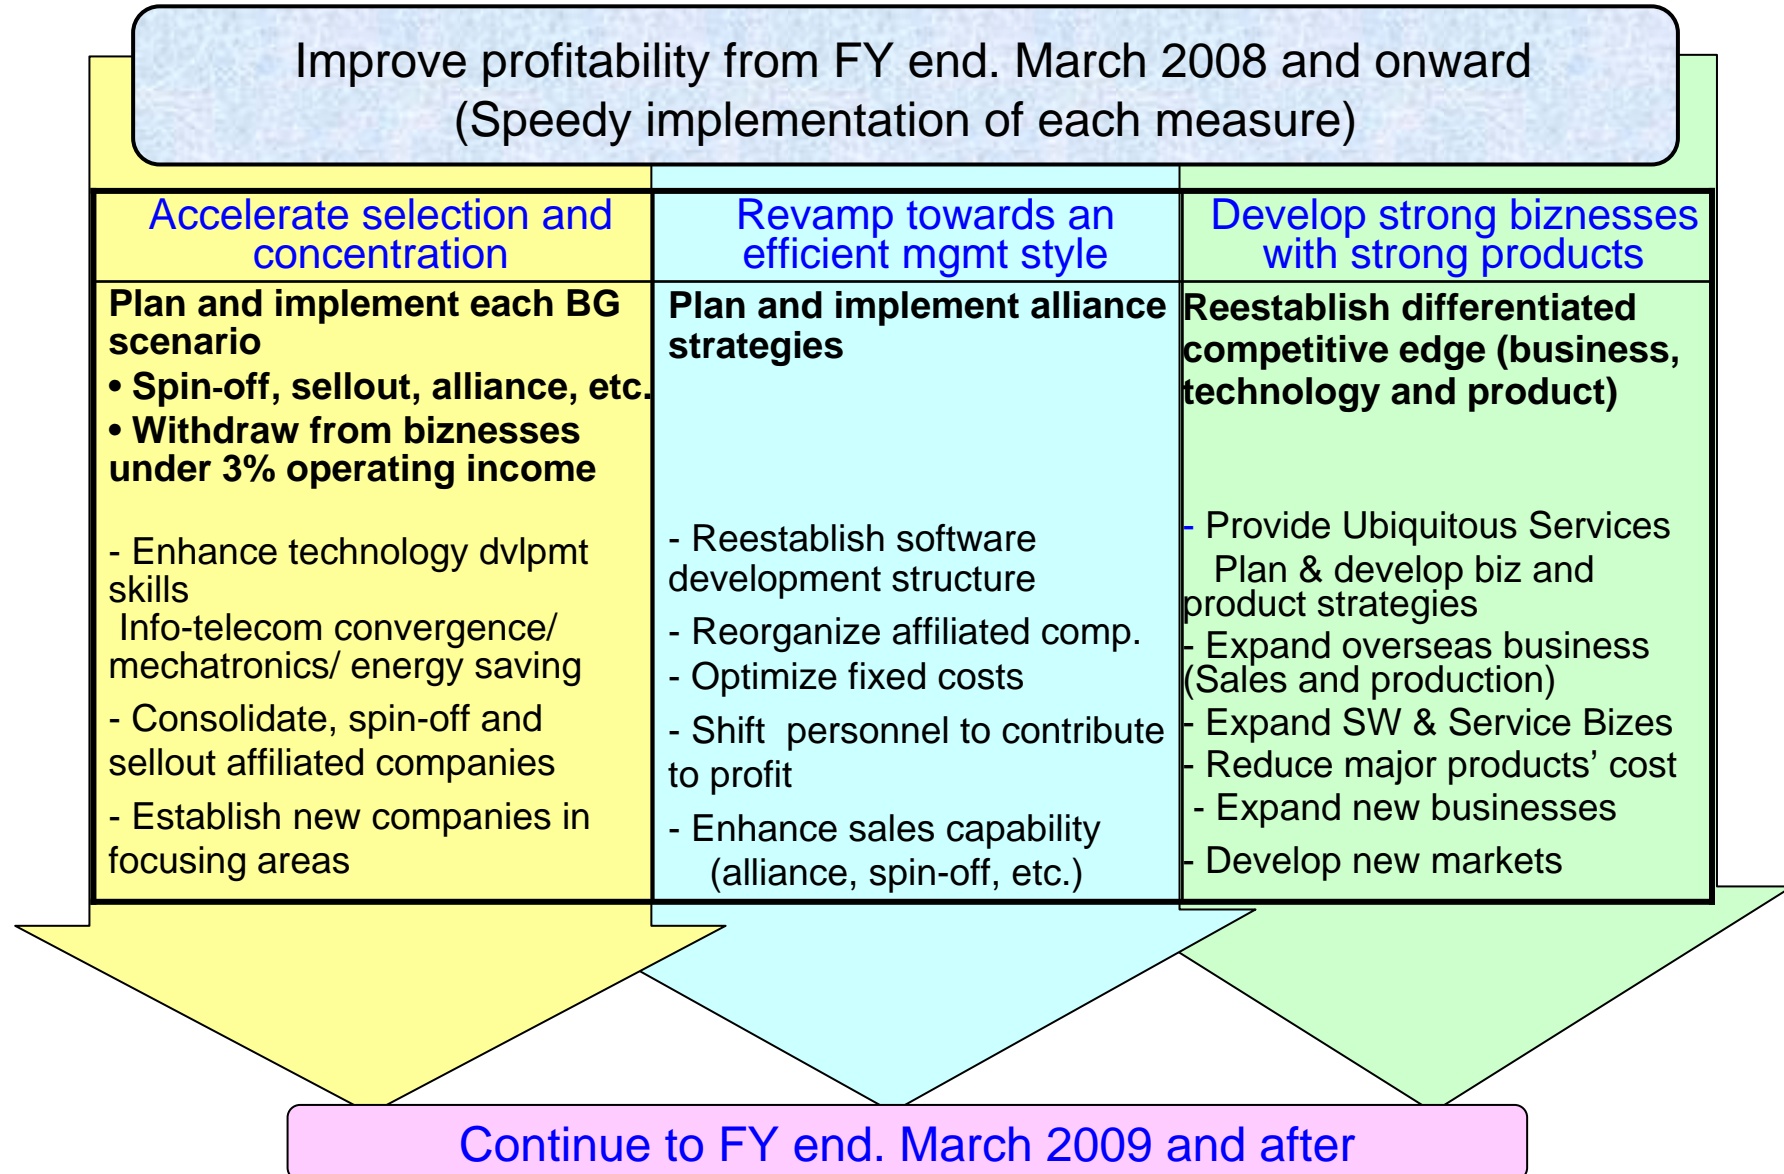 Improve profitability from FY end. March 2008 and onward
(Speedy implementation of each measure)
Accelerate selection and
concentration
Plan and implement each BG
scenario
• Spin-off, sellout, alliance, etc.
• Withdraw from biznesses
under 3% operating income
- Enhance technology dvlpmt
skills
Info-telecom convergence/
mechatronics/ energy saving
- Consolidate, spin-off and
sellout affiliated companies
- Establish new companies in
focusing areas
Revamp towards an
efficient mgmt style
Plan and implement alliance
strategies
- Reestablish software
development structure
- Reorganize affiliated comp.
- Optimize fixed costs
- Shift  personnel to contribute
to profit
- Enhance sales capability
(alliance, spin-off, etc.)
Develop strong biznesses
with strong products
Reestablish differentiated
competitive edge (business,
technology and product)
- Provide Ubiquitous Services
Plan & develop biz and
product strategies
- Expand overseas business
(Sales and production)
- Expand SW & Service Bizes
- Reduce major products’ cost
- Expand new businesses
- Develop new markets
Continue to FY end. March 2009 and after